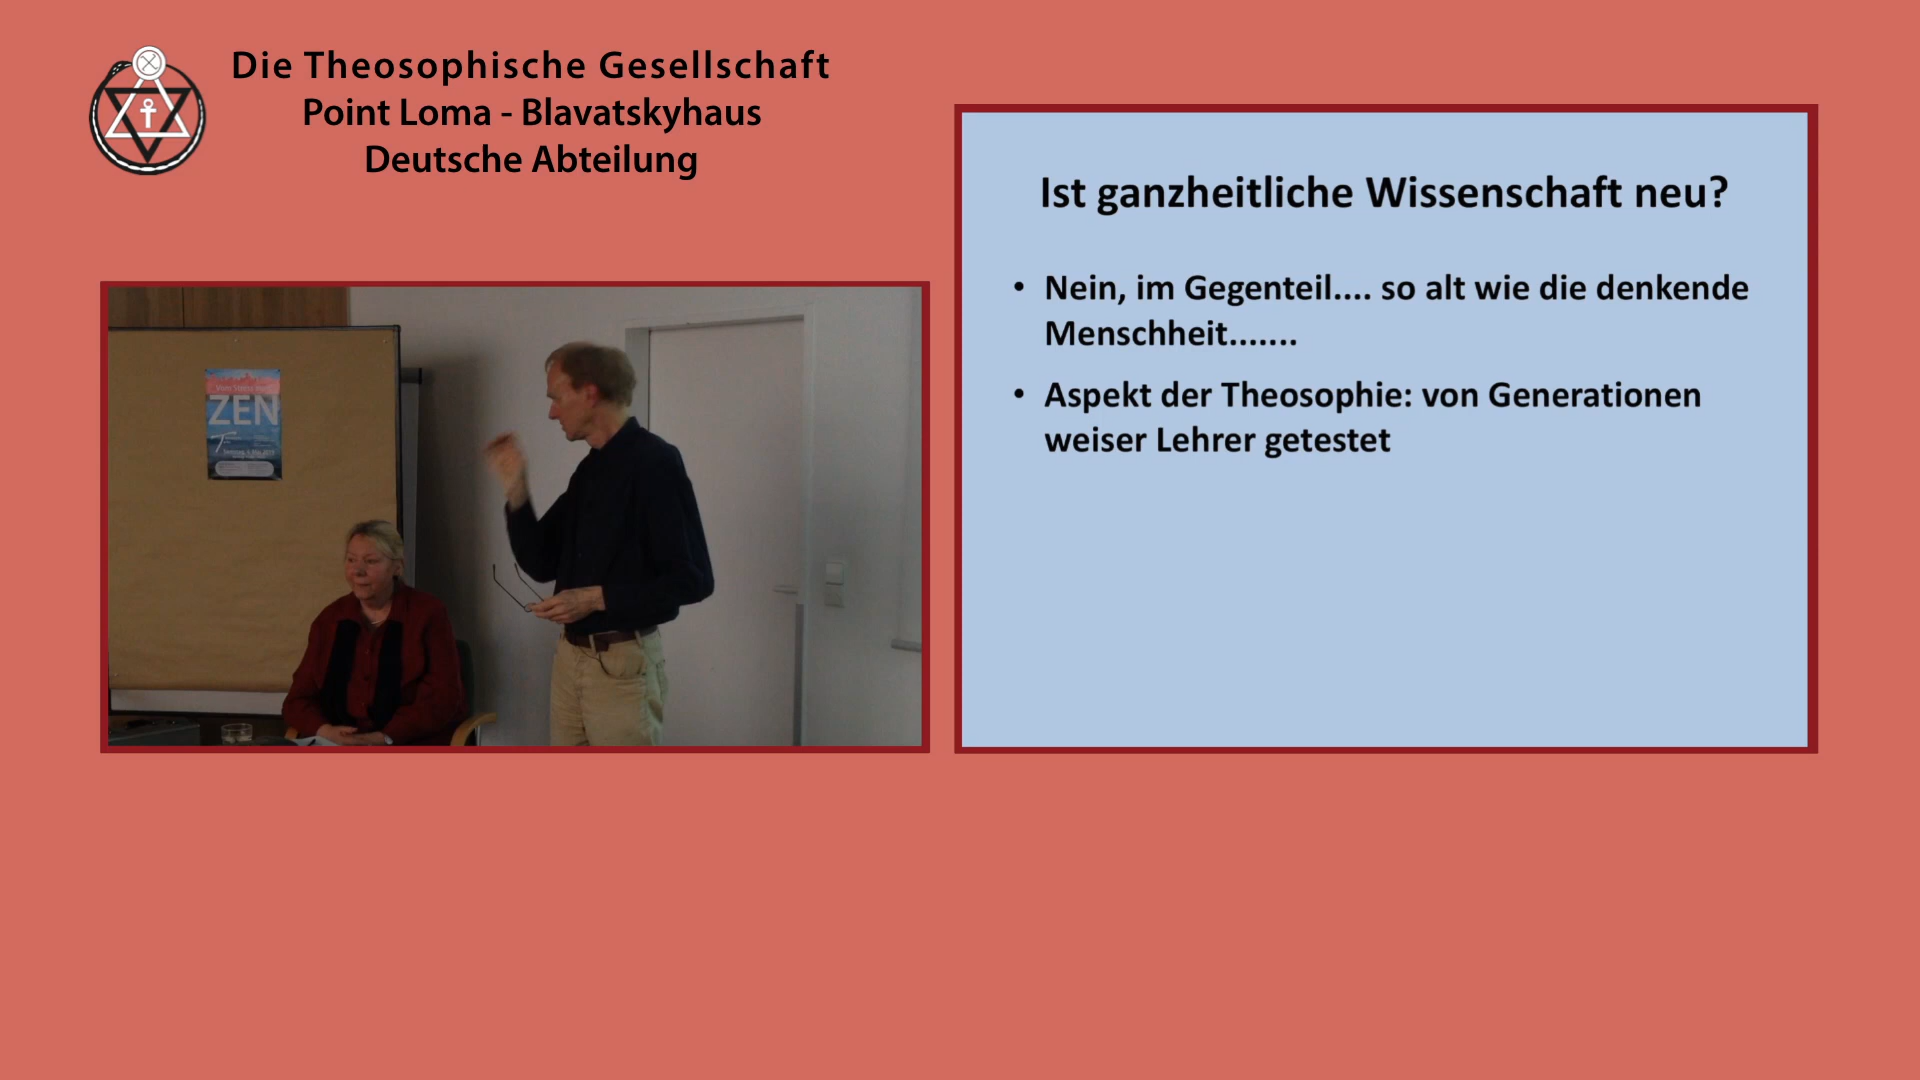 Die Theosophische Gesellschaft
Point Loma - Blavatskyhaus
Deutsche Abteilung
Ist ganzheitliche Wissenschaft neu?
• Nein, im Gegenteil.... so alt wie die denkende
Menschheit.......
• Aspekt der Theosophie: von Generationen
weiser Lehrer getestet
ZEN